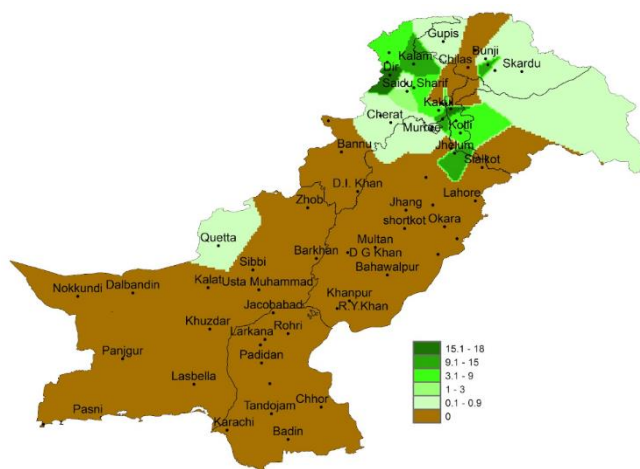 Gupis
Kalam
Bunji
Chilas
Skardu
Dir
Saidu Sharif
Kakul
Cherat
Murree
Kotli
Bannu
Jhelum
Sialkot
D.I. Khan
Zhob
Lahore
Jhang
shortkot
Okara
Quetta
Multan
Barkhan
D G Khan
Sibbi
Bahawalpur
Nokkundi
Dalbandin
Kalat
Usta Muhammad
Khanpur
R.Y.Khan
Jacobabad
Khuzdar
Rohri
Larkana
Panjgur
Padidan
Lasbella
Pasni
Tandojam
Chhor
Karachi
Badin
15.1 - 18
9.1 - 15
3.1 - 9
1 - 3
0.1 - 0.9
0